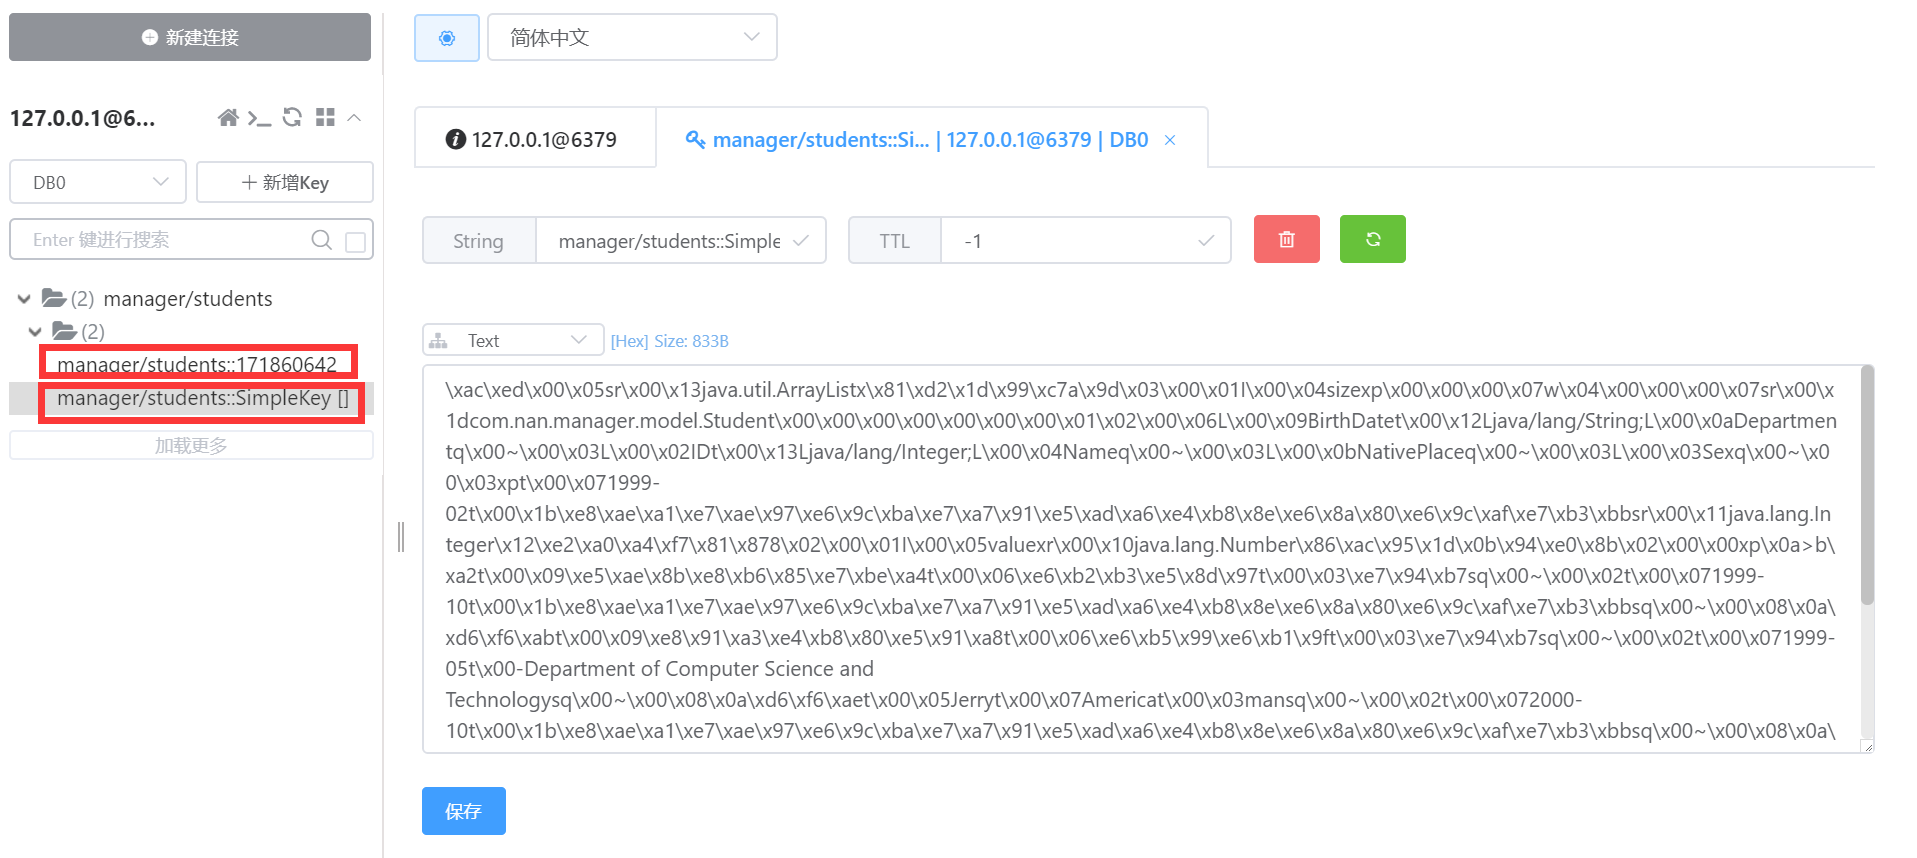 新建连接
简体中文
127.0.0.1@6...
127.0.0.1@6379
manager/students::Si... | 127.0.0.1@6379 | DB0
DB0
新增Key
Enter 键进行搜索
String
manager/students::Simple
TTL
-1
(2) manager/students
(2)
manager/students::171860642
manager/students::SimpleKey []
加载更多
Text
[Hex] Size: 833B
\xac\xed\x00\x05sr\x00\x13java.util.ArrayListx\x81\xd2\x1d\x99\xc7a\x9d\x03\x00\x01I\x00\x04sizexp\x00\x00\x00\x07w\x04\x00\x00\x00\x07sr\x00\x
1dcom.nan.manager.model.Student\x00\x00\x00\x00\x00\x00\x00\x01\x02\x00\x06L\x00\x09BirthDatet\x00\x12Ljava/lang/String;L\x00\x0aDepartmen
tq\x00~\x00\x03L\x00\x02IDt\x00\x13Ljava/lang/Integer;L\x00\x04Nameq\x00~\x00\x03L\x00\x0bNativePlaceq\x00~\x00\x03L\x00\x03Sexq\x00~\x0
0\x03xpt\x00\x071999-
02t\x00\x1b\xe8\xae\xa1\xe7\xae\x97\xe6\x9c\xba\xe7\xa7\x91\xe5\xad\xa6\xe4\xb8\x8e\xe6\x8a\x80\xe6\x9c\xaf\xe7\xb3\xbbsr\x00\x11java.lang.In
teger\x12\xe2\xa0\xa4\xf7\x81\x878\x02\x00\x01I\x00\x05valuexr\x00\x10java.lang.Number\x86\xac\x95\x1d\x0b\x94\xe0\x8b\x02\x00\x00xp\x0a>b\
xa2t\x00\x09\xe5\xae\x8b\xe8\xb6\x85\xe7\xbe\xa4t\x00\x06\xe6\xb2\xb3\xe5\x8d\x97t\x00\x03\xe7\x94\xb7sq\x00~\x00\x02t\x00\x071999-
10t\x00\x1b\xe8\xae\xa1\xe7\xae\x97\xe6\x9c\xba\xe7\xa7\x91\xe5\xad\xa6\xe4\xb8\x8e\xe6\x8a\x80\xe6\x9c\xaf\xe7\xb3\xbbsq\x00~\x00\x08\x0a\
xd6\xf6\xabt\x00\x09\xe8\x91\xa3\xe4\xb8\x80\xe5\x91\xa8t\x00\x06\xe6\xb5\x99\xe6\xb1\x9ft\x00\x03\xe7\x94\xb7sq\x00~\x00\x02t\x00\x071999-
05t\x00-Department of Computer Science and
Technologysq\x00~\x00\x08\x0a\xd6\xf6\xaet\x00\x05Jerryt\x00\x07Americat\x00\x03mansq\x00~\x00\x02t\x00\x072000-
10t\x00\x1b\xe8\xae\xa1\xe7\xae\x97\xe6\x9c\xba\xe7\xa7\x91\xe5\xad\xa6\xe4\xb8\x8e\xe6\x8a\x80\xe6\x9c\xaf\xe7\xb3\xbbsq\x00~\x00\x08\x0a\
保存